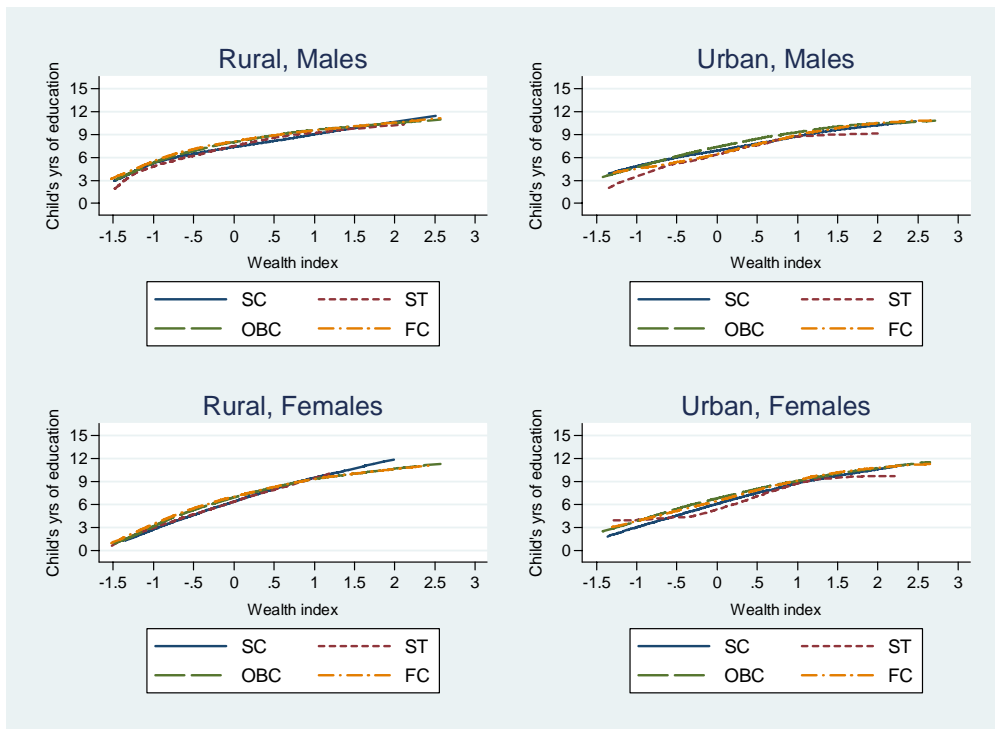 Rural, Males
Child's yrs of education
15
12
9
6
3
0
-1.5 -1 -.5 0 .5 1 1.5 2 2.5 3
Wealth index
SC ST
OBC FC
Urban, Males
Child's yrs of education
15
12
9
6
3
0
-1.5 -1 -.5 0 .5 1 1.5 2 2.5 3
Wealth index
SC ST
OBC FC
Rural, Females
Child's yrs of education
15
12
9
6
3
0
-1.5 -1 -.5 0 .5 1 1.5 2 2.5 3
Wealth index
SC ST
OBC FC
Urban, Females
Child's yrs of education
15
12
9
6
3
0
-1.5 -1 -.5 0 .5 1 1.5 2 2.5 3
Wealth index
SC ST
OBC FC